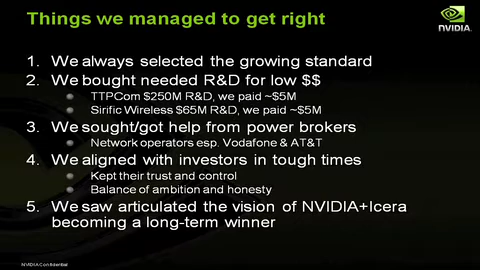 Things we managed to get right
NVIDIA.
1. We always selected the growing standard
2. We bought needed R&D for low $$
TTPCom $250M R&D, we paid ~$5M
Sirific Wireless $65M R&D, we paid ~$5M
3. We sought/got help from power brokers
Network operators esp. Vodafone & AT&T
4. We aligned with investors in tough times
Kept their trust and control
Balance of ambition and honesty
5. We saw articulated the vision of NVIDIA+Icera
becoming a long-term winner
NVIDIA Confidential